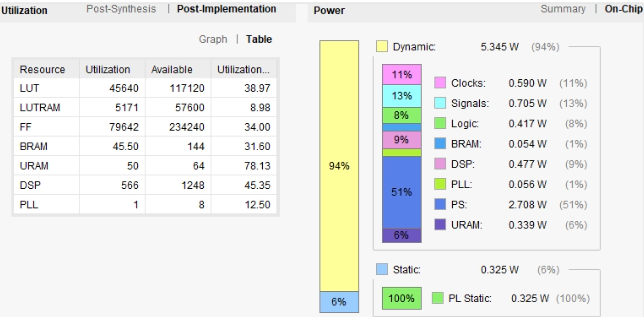 Utilization Post-Synthesis | Post-Implementation
Graph | Table
Resource Utilization Available Utilization...
LUT 45640 117120 38.97
LUTRAM 5171 57600 8.98
FF 79642 234240 34.00
BRAM 45.50 144 31.60
URAM 50 64 78.13
DSP 566 1248 45.35
PLL 1 8 12.50
Power Summary | On-Chip
94%
6%
Dynamic: 5.345 W (94%)
11%
13%
8%
9%
51%
6%
Clocks: 0.590 W (11%)
Signals: 0.705 W (13%)
Logic: 0.417 W (8%)
BRAM: 0.054 W (1%)
DSP: 0.477 W (9%)
PLL: 0.056 W (1%)
PS: 2.708 W (51%)
URAM: 0.339 W (6%)
Static: 0.325 W (6%)
100%
PL Static: 0.325 W (100%)